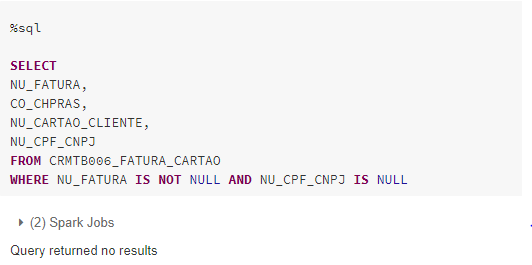 %sql
SELECT
NU_FATURA,
CO_CHPRAS,
NU_CARTAO_CLIENTE,
NU_CPF_CNPJ
FROM CRMTB006_FATURA_CARTAO
WHERE NU_FATURA IS NOT NULL AND NU_CPF_CNPJ IS NULL
(2) Spark Jobs
Query returned no results